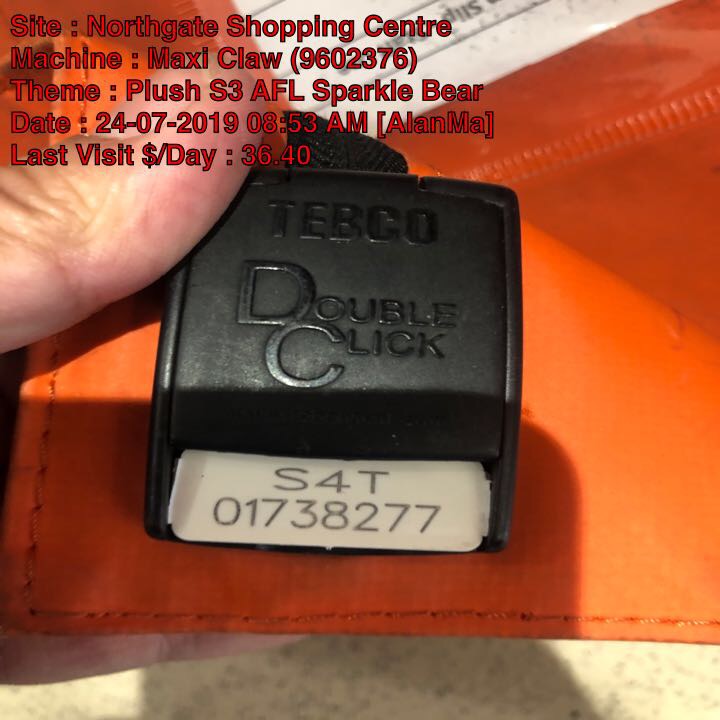 Site : Northgate Shopping Centre
Machine : Maxi Claw (9602376)
Theme : Plush S3 AFL Sparkle Bear
Date : 24-07-2019 08:53 AM [AlanMa]
Last Visit $/Day : 36.40
TEBCO
DOUBLE
CLICK
S4T
01738277